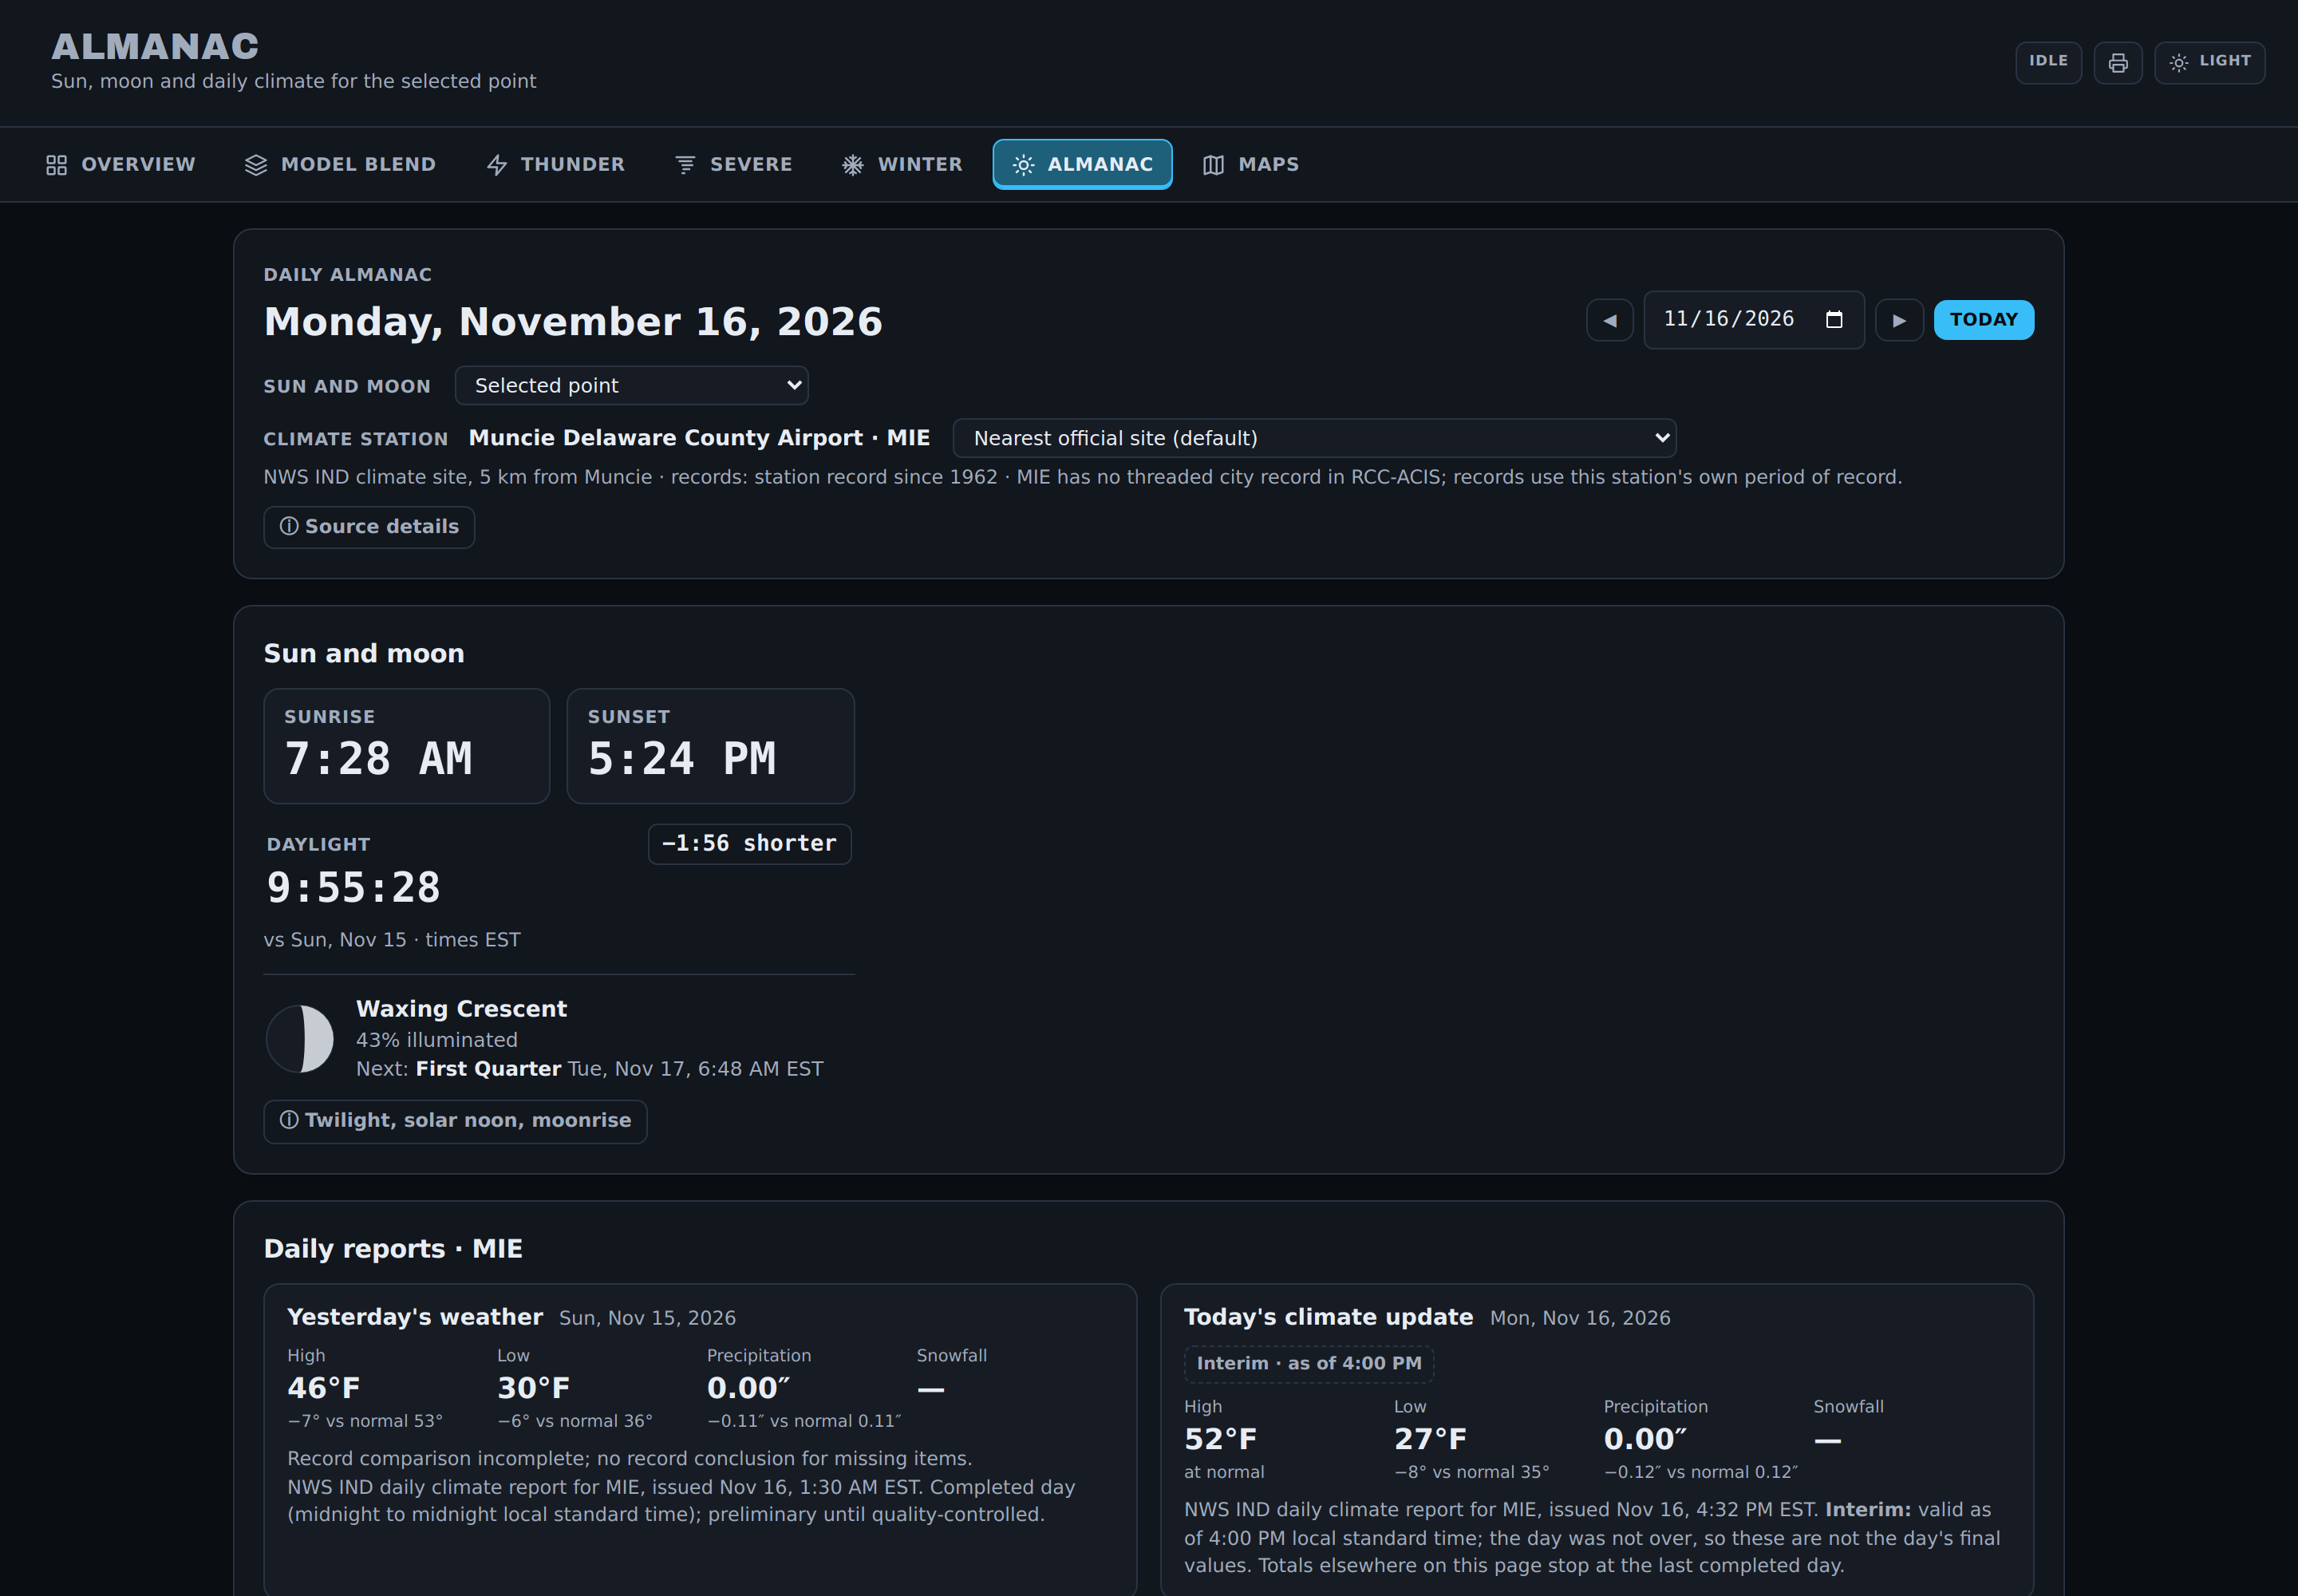 ALMANAC
Sun, moon and daily climate for the selected point
IDLE
LIGHT
OVERVIEW
MODEL BLEND
THUNDER
SEVERE
WINTER
ALMANAC
MAPS
DAILY ALMANAC
Monday, November 16, 2026
◀
11/16/2026
▶
TODAY
SUN AND MOON
Selected point
CLIMATE STATION
Muncie Delaware County Airport · MIE
Nearest official site (default)
NWS IND climate site, 5 km from Muncie · records: station record since 1962 · MIE has no threaded city record in RCC-ACIS; records use this station's own period of record.
ⓘ Source details
Sun and moon
SUNRISE
7:28 AM
SUNSET
5:24 PM
DAYLIGHT
−1:56 shorter
9:55:28
vs Sun, Nov 15 · times EST
Waxing Crescent
43% illuminated
Next: First Quarter Tue, Nov 17, 6:48 AM EST
ⓘ Twilight, solar noon, moonrise
Daily reports · MIE
Yesterday's weather Sun, Nov 15, 2026
High
46°F
−7° vs normal 53°
Low
30°F
−6° vs normal 36°
Precipitation
0.00″
−0.11″ vs normal 0.11″
Snowfall
—
Record comparison incomplete; no record conclusion for missing items.
NWS IND daily climate report for MIE, issued Nov 16, 1:30 AM EST. Completed day
(midnight to midnight local standard time); preliminary until quality-controlled.
Today's climate update Mon, Nov 16, 2026
Interim · as of 4:00 PM
High
52°F
at normal
Low
27°F
−8° vs normal 35°
Precipitation
0.00″
−0.12″ vs normal 0.12″
Snowfall
—
NWS IND daily climate report for MIE, issued Nov 16, 4:32 PM EST. Interim: valid as
of 4:00 PM local standard time; the day was not over, so these are not the day's final
values. Totals elsewhere on this page stop at the last completed day.